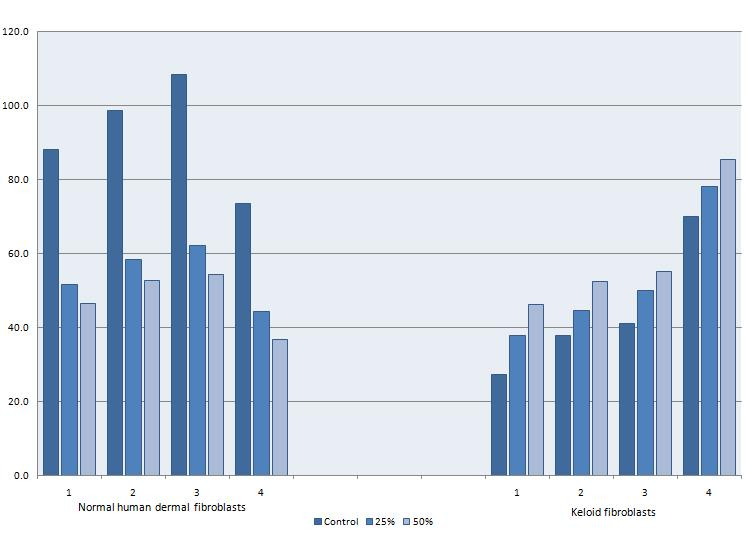 120.0
100.0
80.0
60.0
40.0
20.0
0.0
1 2 3 4 1 2 3 4
Normal human dermal fibroblasts Keloid fibroblasts
Control 25% 50%